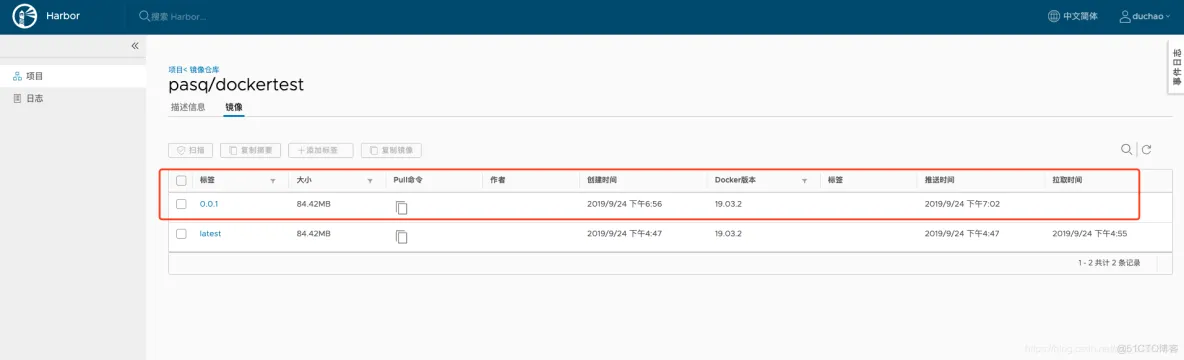 Harbor
搜索 Harbor...
中文简体
duchao
«
事件日志
项目
日志
项目< 镜像仓库
pasq/dockertest
描述信息 镜像
扫描 复制摘要 +添加标签 复制镜像
标签 大小 Pull命令 作者 创建时间 Docker版本 标签 推送时间 拉取时间
0.0.1 84.42MB 2019/9/24 下午6:56 19.03.2 2019/9/24 下午7:02
latest 84.42MB 2019/9/24 下午4:47 19.03.2 2019/9/24 下午4:47 2019/9/24 下午4:55
1 - 2 共计 2 条记录
@51CTO博客